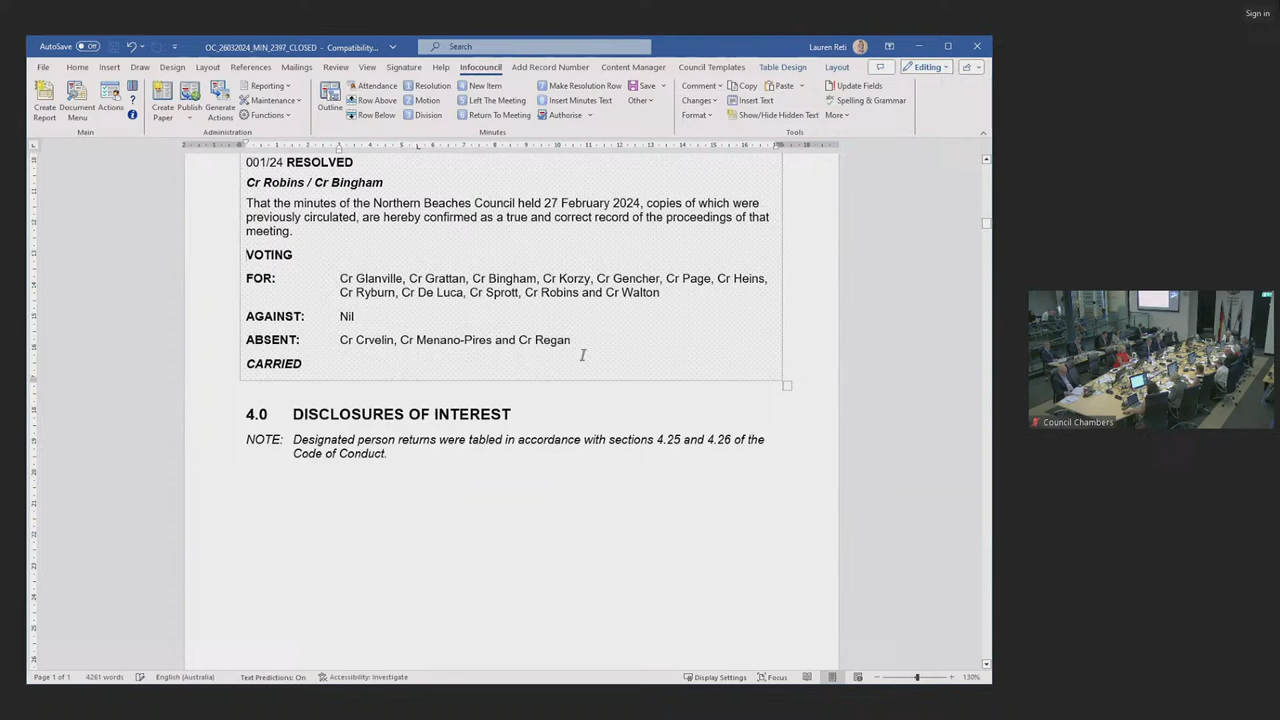 Sign in
AutoSave Off OC_26032024_MIN_2397_CLOSED - Compatibility... Search Lauren Reti
File Home Insert Draw Design Layout References Mailings Review View Signature Help Infocouncil Add Record Number Content Manager Council Templates Table Design Layout Editing
Create Report Document Menu Actions
Main
Create Paper Publish Generate Actions Reporting Maintenance Functions
Administration
Outline Attendance Row Above Row Below 1 Resolution 2 Motion 3 Division 4 New Item 5 Left The Meeting 6 Return To Meeting 7 Make Resolution Row 8 Insert Minutes Text Authorise Save Other
Minutes
Comment Changes Format Copy Paste Insert Text Show/Hide Hidden Text Update Fields Spelling & Grammar More
Tools
001/24 RESOLVED
Cr Robins / Cr Bingham
That the minutes of the Northern Beaches Council held 27 February 2024, copies of which were
previously circulated, are hereby confirmed as a true and correct record of the proceedings of that
meeting.
VOTING
FOR: Cr Glanville, Cr Grattan, Cr Bingham, Cr Korzy, Cr Gencher, Cr Page, Cr Heins,
Cr Ryburn, Cr De Luca, Cr Sprott, Cr Robins and Cr Walton
AGAINST: Nil
ABSENT: Cr Crvelin, Cr Menano-Pires and Cr Regan
CARRIED
4.0 DISCLOSURES OF INTEREST
NOTE: Designated person returns were tabled in accordance with sections 4.25 and 4.26 of the
Code of Conduct.
Council Chambers
Page 1 of 1 4261 words English (Australia) Text Predictions: On Accessibility: Investigate Display Settings Focus 130%